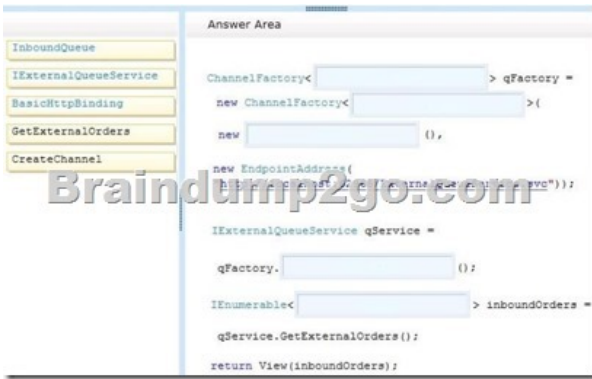 Answer Area
InboundQueue
IExternalQueueService
BasicHttpBinding
GetExternalOrders
CreateChannel
ChannelFactory< > qFactory =
new ChannelFactory< >(
new (),
new EndpointAddress(
svc"));
Braindump2go.com
IExternalQueueService qService =
qFactory. ();
IEnumerable< > inboundOrders =
qService.GetExternalOrders();
return View(inboundOrders);